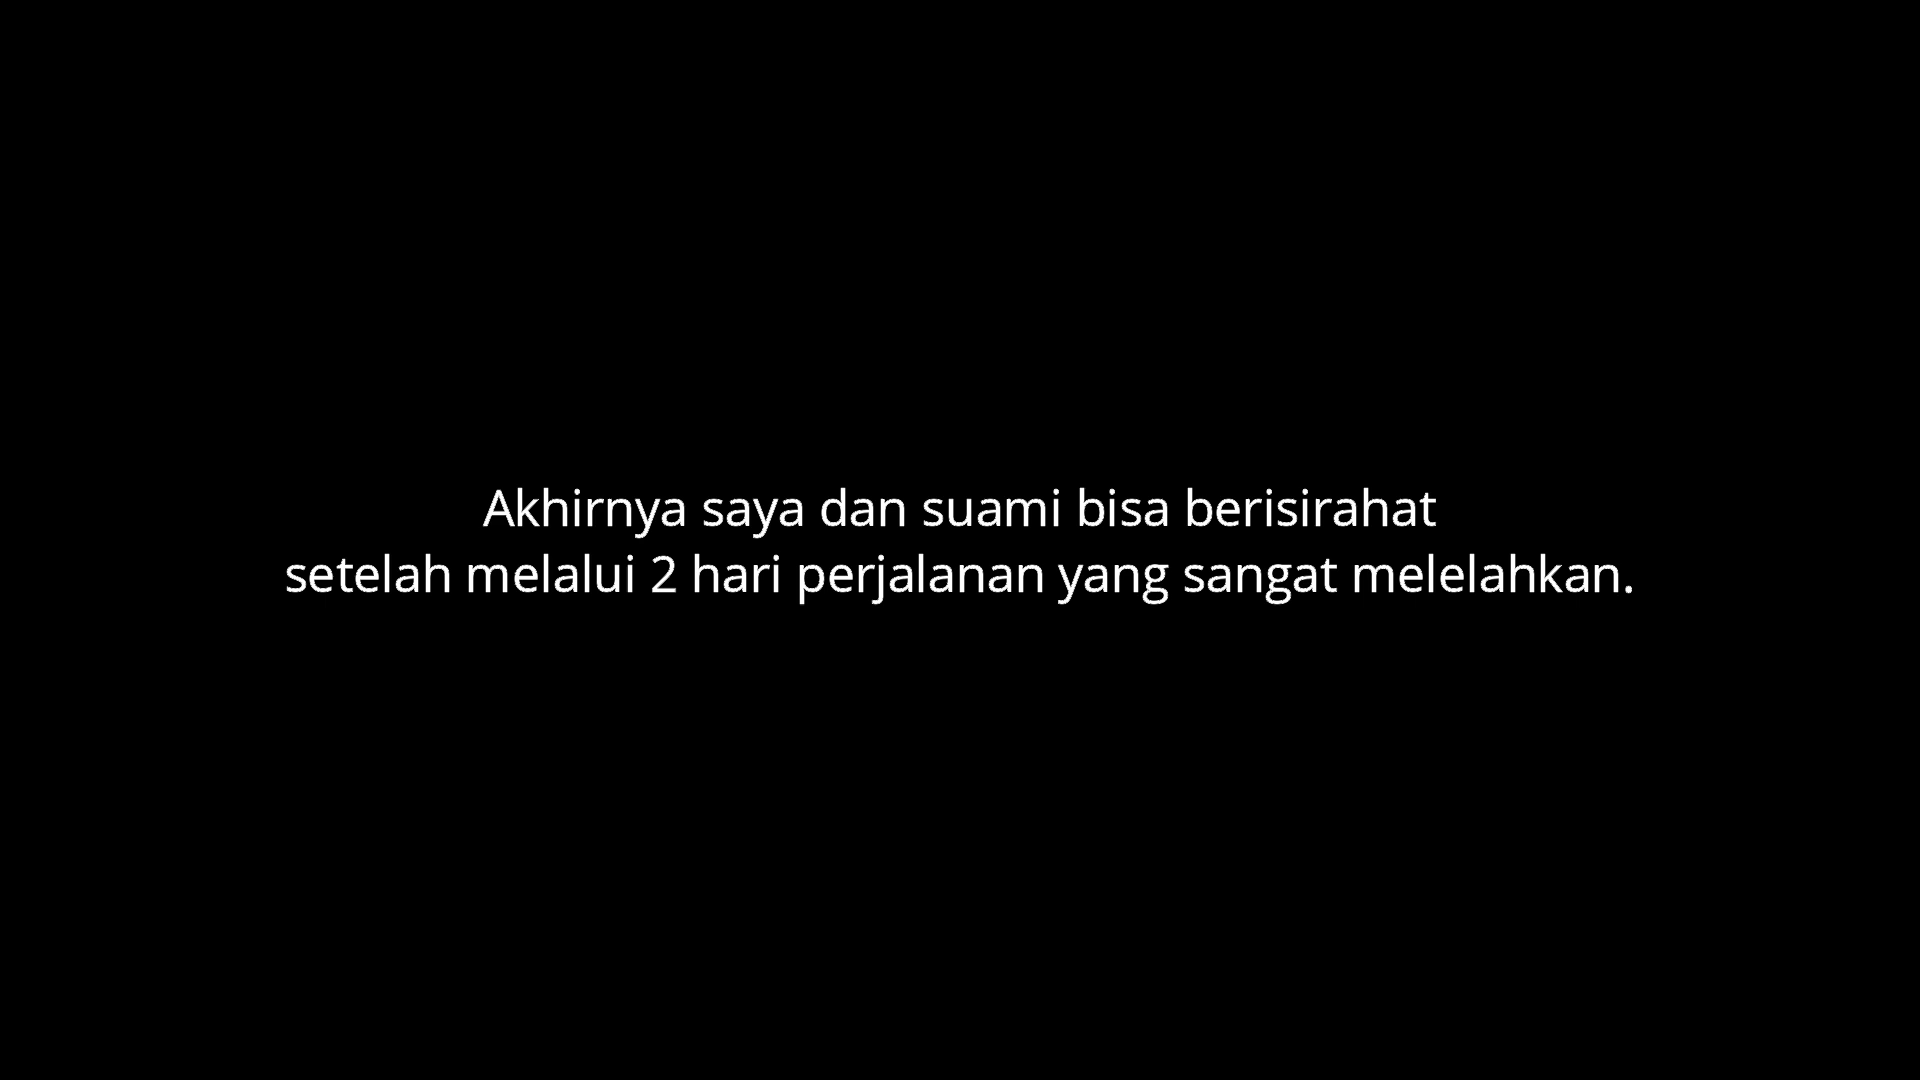 Akhirnya saya dan suami bisa berisirahat
setelah melalui 2 hari perjalanan yang sangat melelahkan.